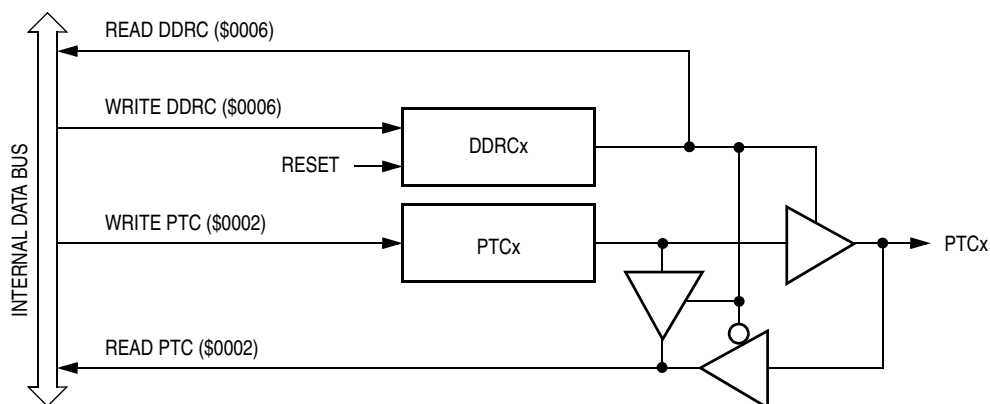 READ DDRC ($0006)
WRITE DDRC ($0006)
DDRCx
RESET
INTERNAL DATA BUS
WRITE PTC ($0002)
PTCx
PTCx
READ PTC ($0002)